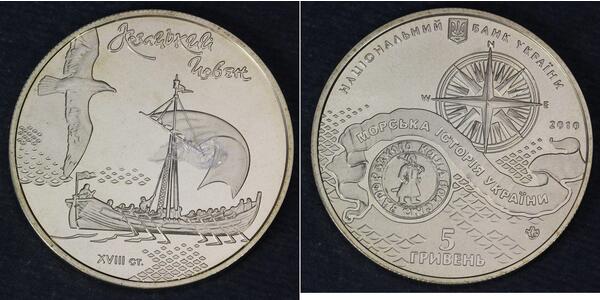 Козацький
Човен
XVIII ст.
НАЦІОНАЛЬНИЙ БАНК УКРАЇНИ
W E
2010
МОРСЬКА ІСТОРІЯ УКРАЇНИ
5
ГРИВЕНЬ